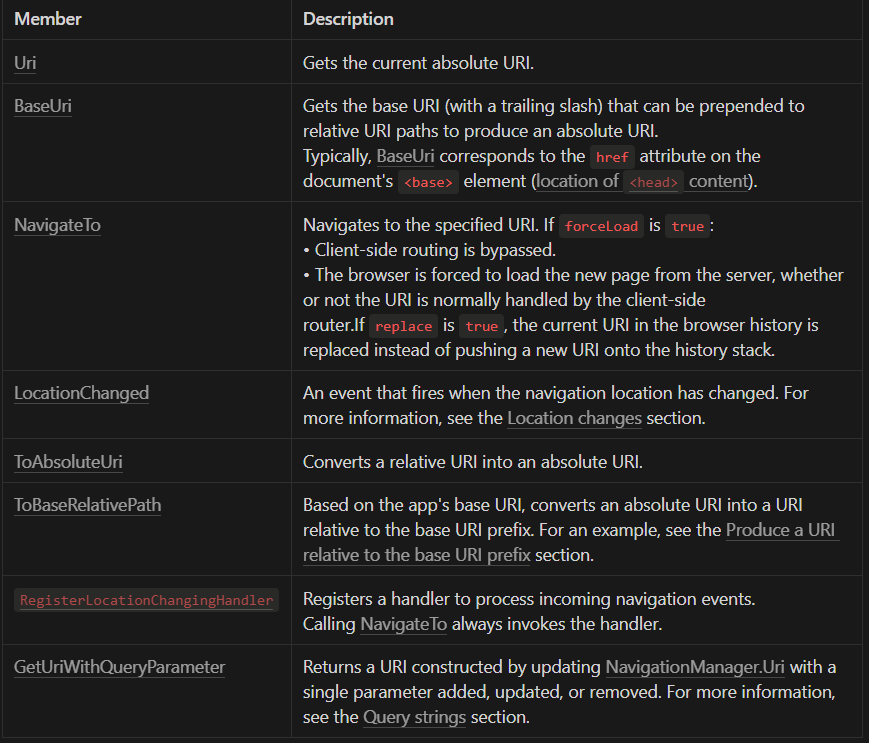 Member Description
Uri Gets the current absolute URI.
BaseUri Gets the base URI (with a trailing slash) that can be prepended to
relative URI paths to produce an absolute URI.
Typically, BaseUri corresponds to the href attribute on the
document's <base> element (location of <head> content).
NavigateTo Navigates to the specified URI. If forceLoad is true:
• Client-side routing is bypassed.
• The browser is forced to load the new page from the server, whether
or not the URI is normally handled by the client-side
router.If replace is true, the current URI in the browser history is
replaced instead of pushing a new URI onto the history stack.
LocationChanged An event that fires when the navigation location has changed. For
more information, see the Location changes section.
ToAbsoluteUri Converts a relative URI into an absolute URI.
ToBaseRelativePath Based on the app's base URI, converts an absolute URI into a URI
relative to the base URI prefix. For an example, see the Produce a URI
relative to the base URI prefix section.
RegisterLocationChangingHandler Registers a handler to process incoming navigation events.
Calling NavigateTo always invokes the handler.
GetUriWithQueryParameter Returns a URI constructed by updating NavigationManager.Uri with a
single parameter added, updated, or removed. For more information,
see the Query strings section.